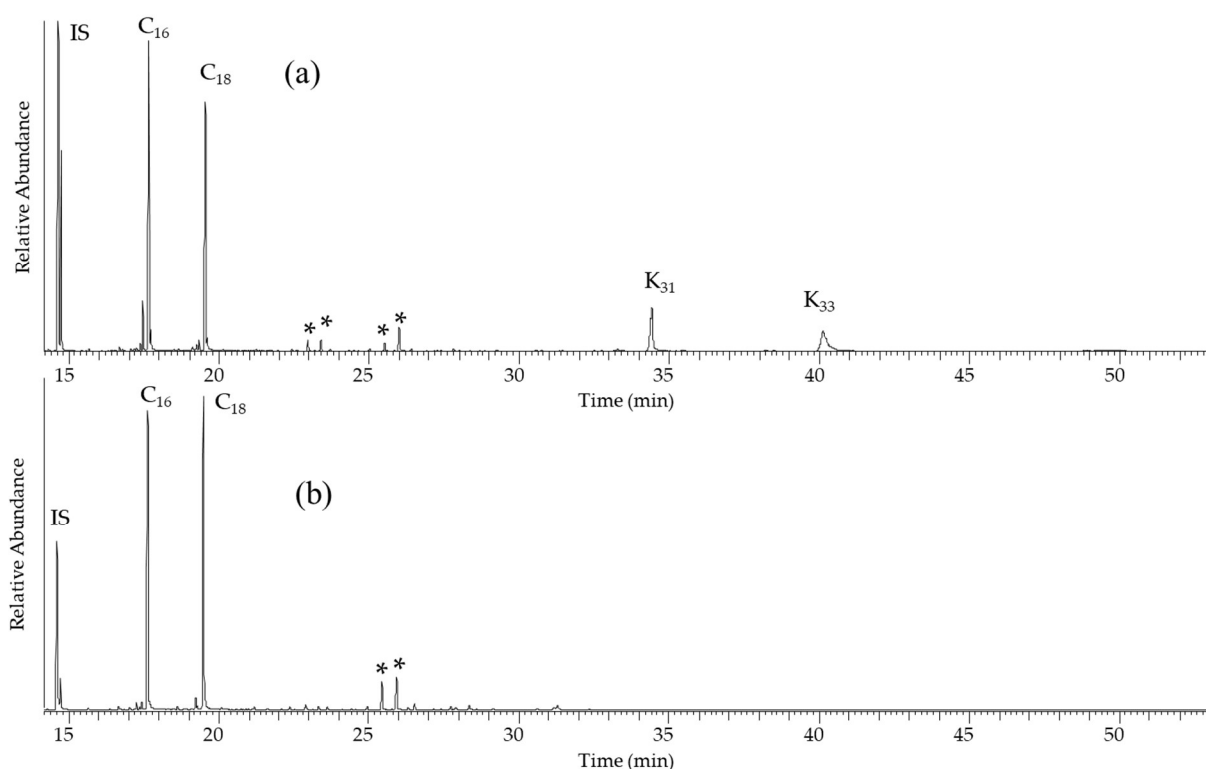 IS
C₁₆
C₁₈
(a)
* * * *
K₃₁
K₃₃
Relative Abundance
15 20 25 30 35 40 45 50
Time (min)
C₁₆
C₁₈
(b)
IS
* *
Relative Abundance
15 20 25 30 35 40 45 50
Time (min)